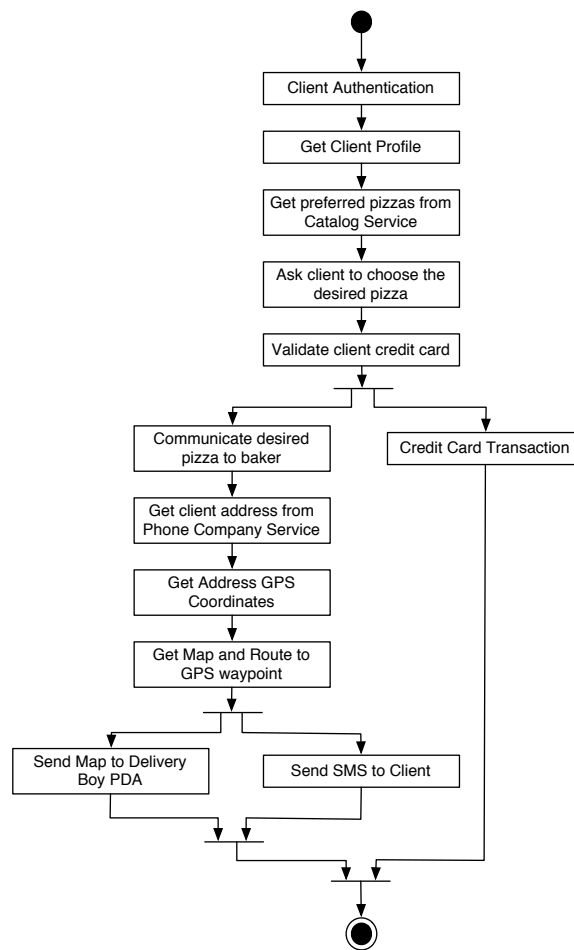 Client Authentication
Get Client Profile
Get preferred pizzas from
Catalog Service
Ask client to choose the
desired pizza
Validate client credit card
Communicate desired
pizza to baker
Credit Card Transaction
Get client address from
Phone Company Service
Get Address GPS
Coordinates
Get Map and Route to
GPS waypoint
Send Map to Delivery
Boy PDA
Send SMS to Client